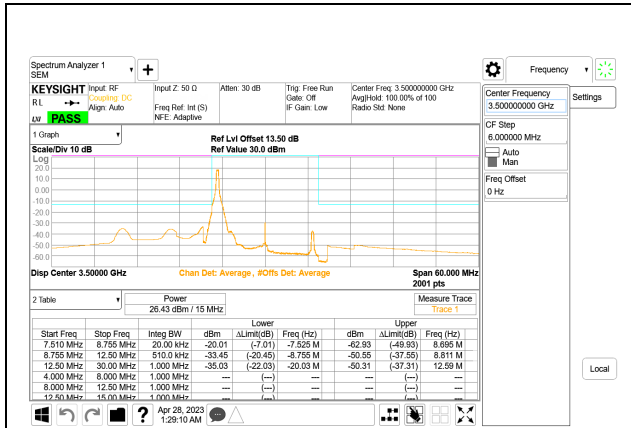 Spectrum Analyzer 1
SEM
Frequency
KEYSIGHT Input: RF Input Z: 50 Ω Atten: 30 dB Trig: Free Run Center Freq: 3.500000000 GHz
R L Coupling: DC Gate: Off Avg|Hold: 100.00% of 100
Align: Auto Freq Ref: Int (S) IF Gain: Low Radio Std: None
PASS NFE: Adaptive
Center Frequency
3.500000000 GHz
Settings
CF Step
6.000000 MHz
Auto
Man
Freq Offset
0 Hz
1 Graph
Ref Lvl Offset 13.50 dB
Scale/Div 10 dB Ref Value 30.0 dBm
Log
20.0
10.0
0.00
-10.0
-20.0
-30.0
-40.0
-50.0
-60.0
Disp Center 3.50000 GHz Chan Det: Average , #Offs Det: Average Span 60.000 MHz
2001 pts
2 Table Power Measure Trace
26.43 dBm / 15 MHz Trace 1
Lower Upper
Start Freq Stop Freq Integ BW dBm ΔLimit(dB) Freq (Hz) dBm ΔLimit(dB) Freq (Hz)
7.510 MHz 8.755 MHz 20.00 kHz -20.01 (-7.01) -7.525 M -62.93 (-49.93) 8.695 M
8.755 MHz 12.50 MHz 510.0 kHz -33.45 (-20.45) -8.755 M -50.55 (-37.55) 8.811 M
12.50 MHz 30.00 MHz 1.000 MHz -35.03 (-22.03) -20.03 M -50.31 (-37.31) 12.59 M
4.000 MHz 8.000 MHz 1.000 MHz --- (---) --- --- (---) ---
8.000 MHz 12.50 MHz 1.000 MHz --- (---) --- --- (---) ---
12.50 MHz 15.00 MHz 1.000 MHz --- (---) --- --- (---) ---
Local
? Apr 28, 2023
1:29:10 AM